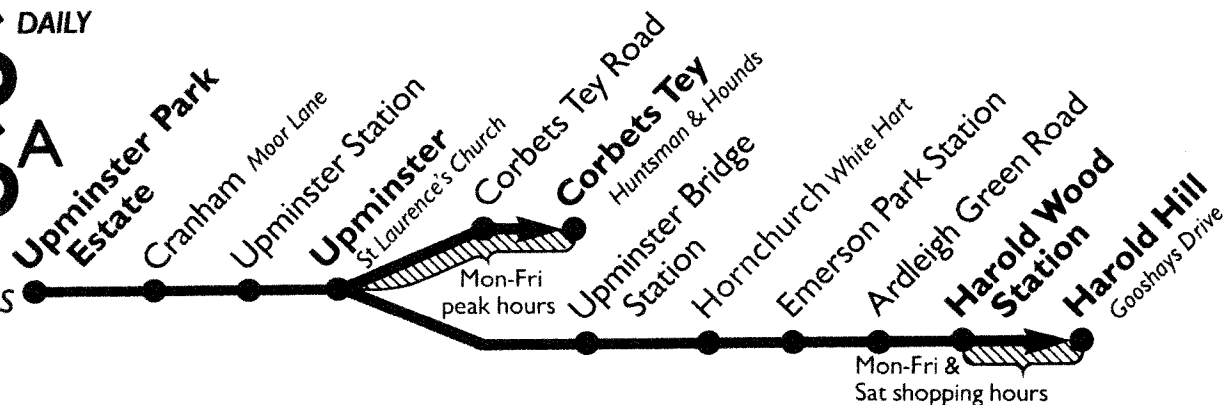 DAILY
A
S
Upminster Park
Estate
Cranham Moor Lane
Upminster Station
Upminster
St Laurence's Church
Corbets Tey Road
Corbets Tey
Huntsman & Hounds
Mon-Fri
peak hours
Upminster Bridge
Station
Hornchurch White Hart
Emerson Park Station
Ardleigh Green Road
Harold Wood
Station
Harold Hill
Gooshays Drive
Mon-Fri &
Sat shopping hours